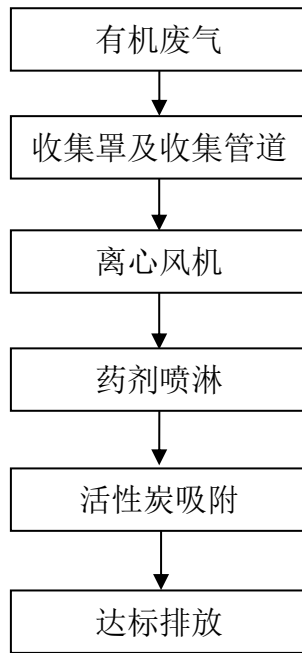 有机废气
收集罩及收集管道
离心风机
药剂喷淋
活性炭吸附
达标排放